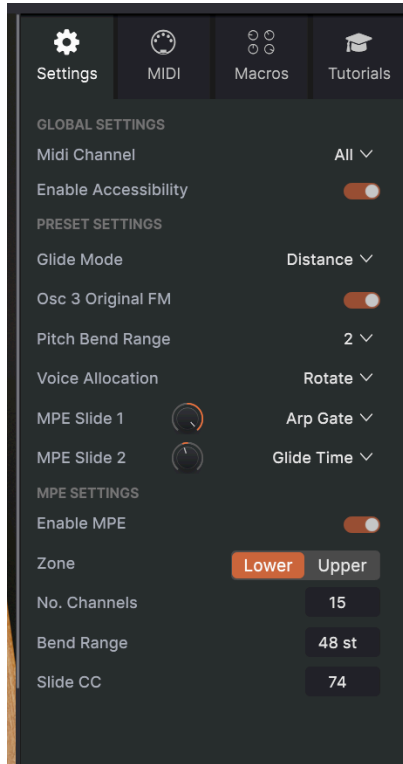 Settings MIDI Macros Tutorials
GLOBAL SETTINGS
Midi Channel All
Enable Accessibility
PRESET SETTINGS
Glide Mode Distance
Osc 3 Original FM
Pitch Bend Range 2
Voice Allocation Rotate
MPE Slide 1 Arp Gate
MPE Slide 2 Glide Time
MPE SETTINGS
Enable MPE
Zone Lower Upper
No. Channels 15
Bend Range 48 st
Slide CC 74